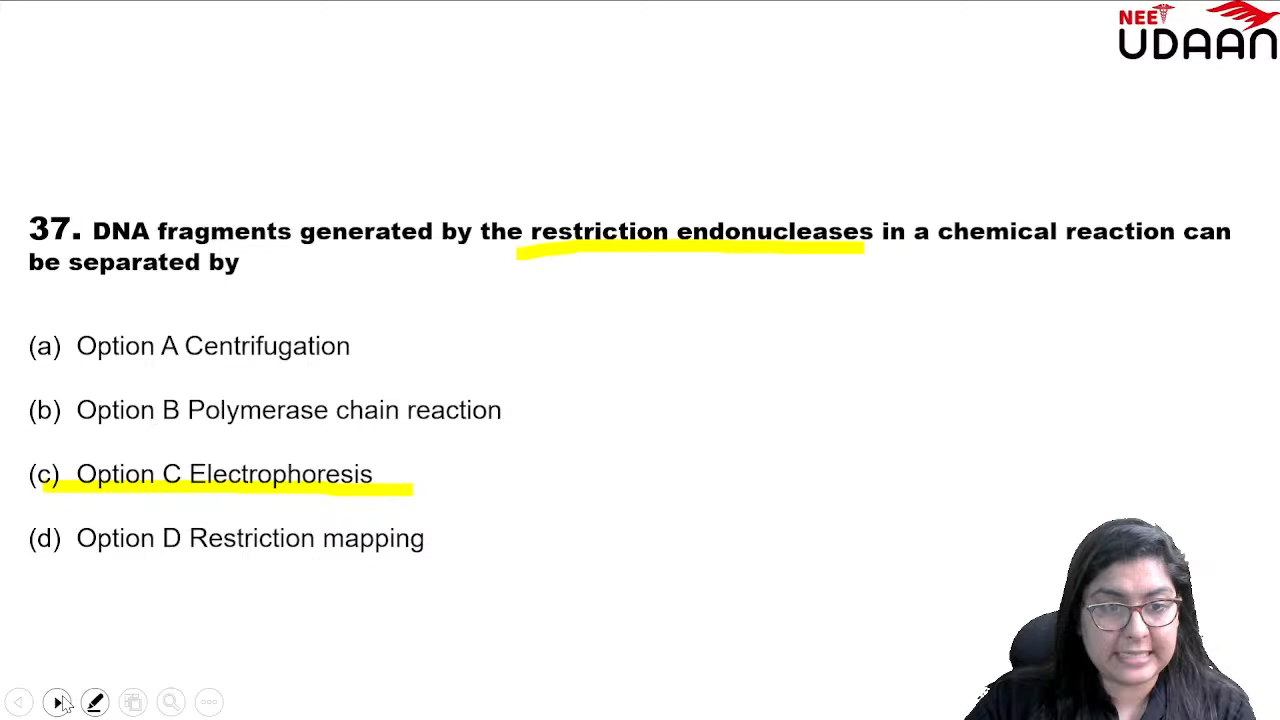 NEET
UDAAN
37. DNA fragments generated by the restriction endonucleases in a chemical reaction can
be separated by
(a) Option A Centrifugation
(b) Option B Polymerase chain reaction
(c) Option C Electrophoresis
(d) Option D Restriction mapping